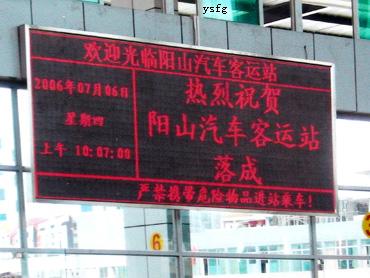 ysfg
欢迎光临阳山汽车客运站
2006年07月06日
星期四
上午 10:07:00
热烈祝贺
阳山汽车客运站
落成
严禁携带危险物品进站乘车!
6